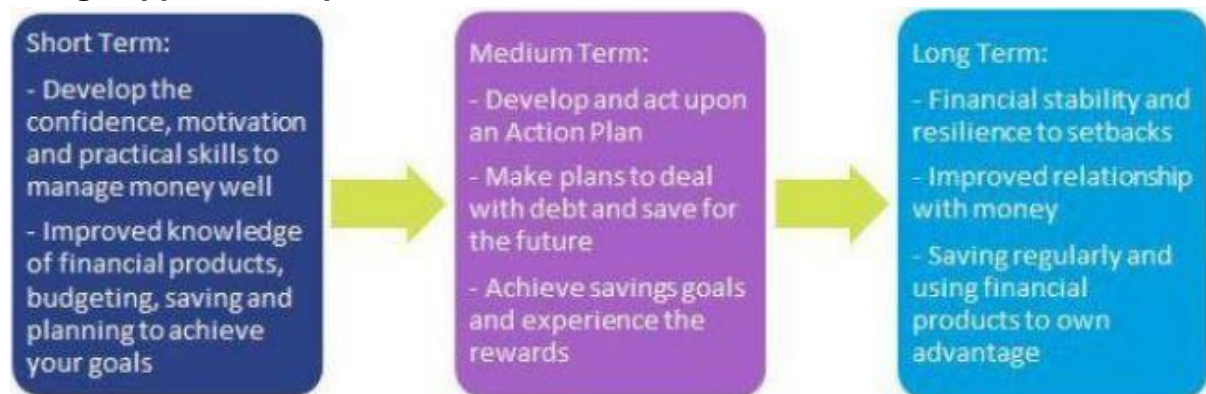 Short Term:
- Develop the
confidence, motivation
and practical skills to
manage money well
- Improved knowledge
of financial products,
budgeting, saving and
planning to achieve
your goals
Medium Term:
- Develop and act upon
an Action Plan
- Make plans to deal
with debt and save for
the future
- Achieve savings goals
and experience the
rewards
Long Term:
- Financial stability and
resilience to setbacks
- Improved relationship
with money
- Saving regularly and
using financial
products to own
advantage